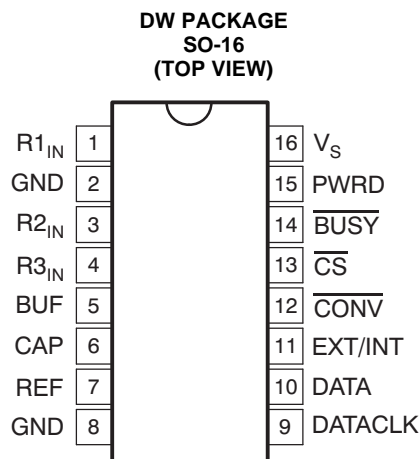 DW PACKAGE
SO-16
(TOP VIEW)
R1IN 1 16 VS
GND 2 15 PWRD
R2IN 3 14 BUSY
R3IN 4 13 CS
BUF 5 12 CONV
CAP 6 11 EXT/INT
REF 7 10 DATA
GND 8 9 DATACLK